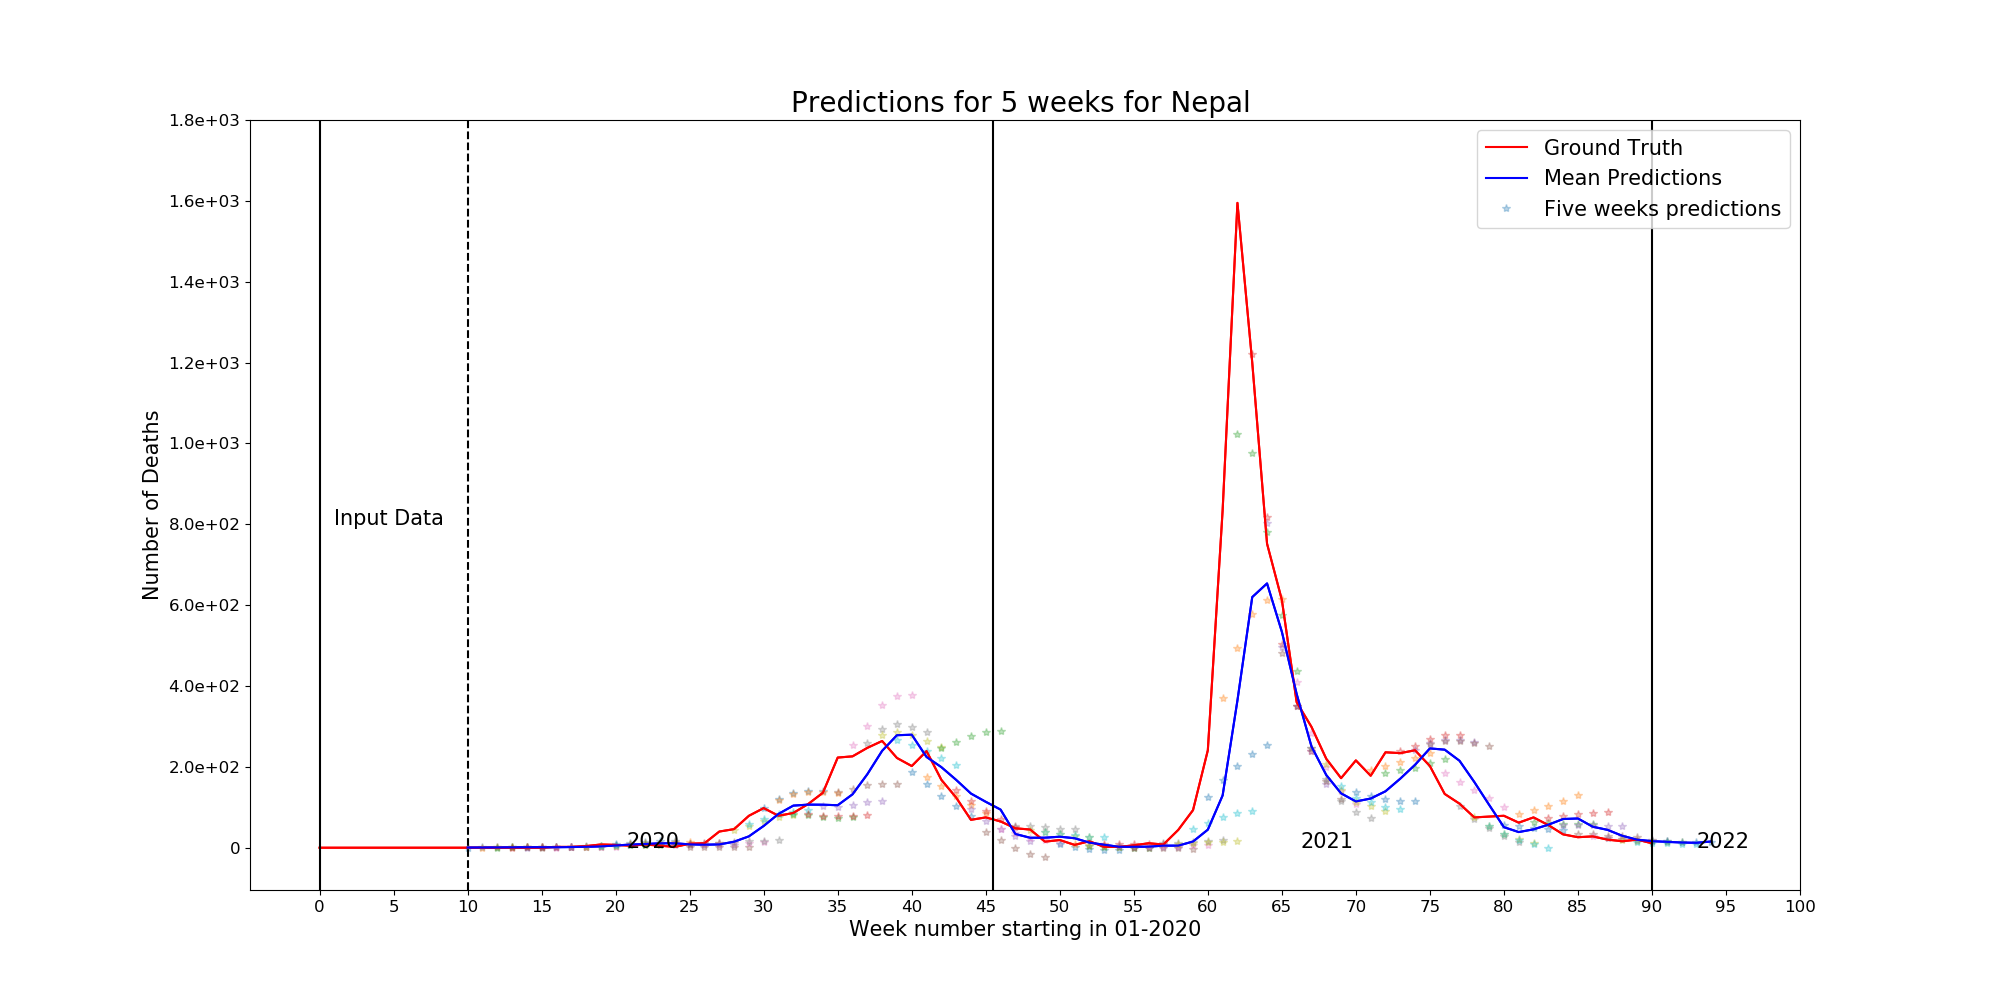 Predictions for 5 weeks for Nepal
1.8e+03
1.6e+03
1.4e+03
1.2e+03
1.0e+03
8.0e+02
6.0e+02
4.0e+02
2.0e+02
0
Number of Deaths
Ground Truth
Mean Predictions
Five weeks predictions
Input Data
2020
2021
2022
0 5 10 15 20 25 30 35 40 45 50 55 60 65 70 75 80 85 90 95 100
Week number starting in 01-2020